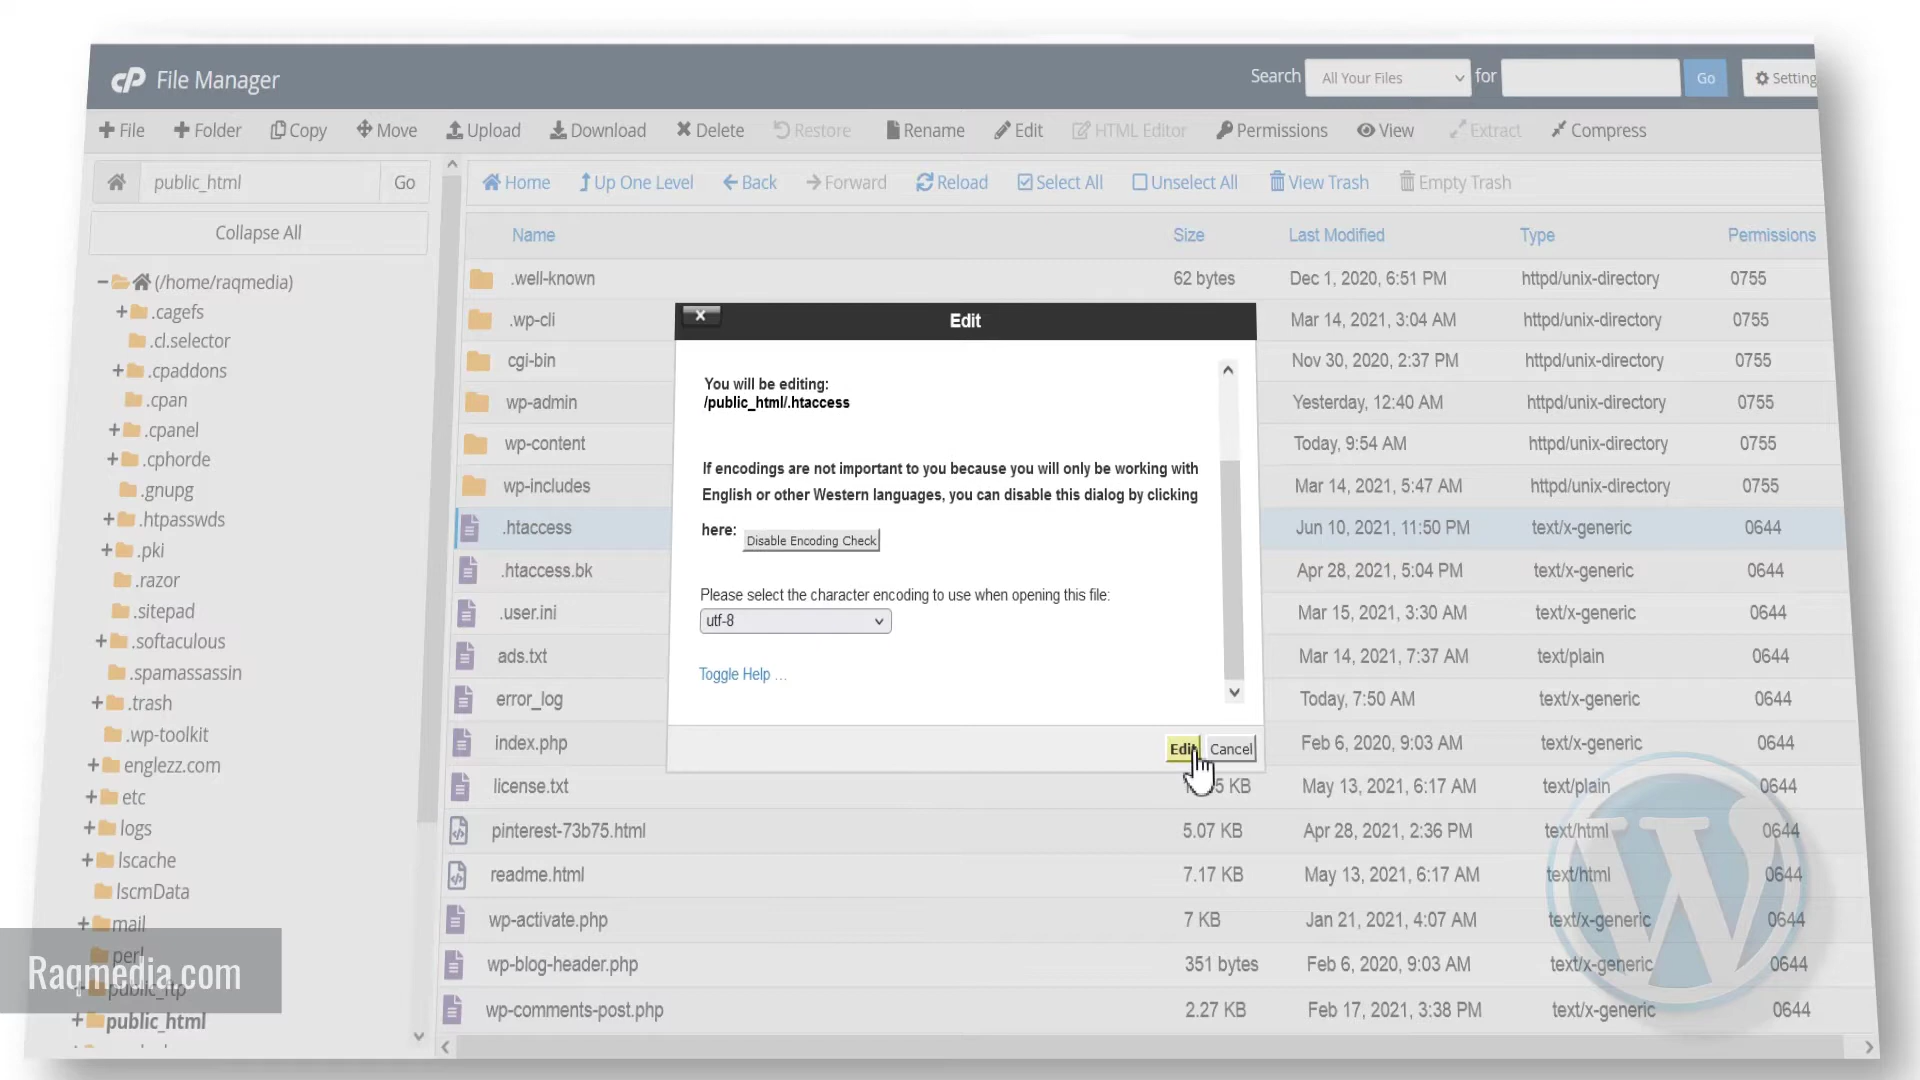 cP File Manager
Search All Your Files for Go Setting
File Folder Copy Move Upload Download Delete Restore Rename Edit HTML Editor Permissions View Extract Compress
public_html Go
Home Up One Level Back Forward Reload Select All Unselect All View Trash Empty Trash
Collapse All
(/home/raqmedia)
.cagefs
.cl.selector
.cpaddons
.cpan
.cpanel
.cphorde
.gnupg
.htpasswds
.pki
.razor
.sitepad
.softaculous
.spamassassin
.trash
.wp-toolkit
englezz.com
etc
logs
lscache
lscmData
mail
perl
public_ftp
public_html
Name Size Last Modified Type Permissions
.well-known 62 bytes Dec 1, 2020, 6:51 PM httpd/unix-directory 0755
.wp-cli Mar 14, 2021, 3:04 AM httpd/unix-directory 0755
cgi-bin Nov 30, 2020, 2:37 PM httpd/unix-directory 0755
wp-admin Yesterday, 12:40 AM httpd/unix-directory 0755
wp-content Today, 9:54 AM httpd/unix-directory 0755
wp-includes Mar 14, 2021, 5:47 AM httpd/unix-directory 0755
.htaccess Jun 10, 2021, 11:50 PM text/x-generic 0644
.htaccess.bk Apr 28, 2021, 5:04 PM text/x-generic 0644
.user.ini Mar 15, 2021, 3:30 AM text/x-generic 0644
ads.txt Mar 14, 2021, 7:37 AM text/plain 0644
error_log Today, 7:50 AM text/x-generic 0644
index.php Feb 6, 2020, 9:03 AM text/x-generic 0644
license.txt KB May 13, 2021, 6:17 AM text/plain 0644
pinterest-73b75.html 5.07 KB Apr 28, 2021, 2:36 PM text/html 0644
readme.html 7.17 KB May 13, 2021, 6:17 AM text/html 0644
wp-activate.php 7 KB Jan 21, 2021, 4:07 AM text/x-generic 0644
wp-blog-header.php 351 bytes Feb 6, 2020, 9:03 AM text/x-generic 0644
wp-comments-post.php 2.27 KB Feb 17, 2021, 3:38 PM text/x-generic 0644
Edit
You will be editing:
/public_html/.htaccess
If encodings are not important to you because you will only be working with
English or other Western languages, you can disable this dialog by clicking
here: Disable Encoding Check
Please select the character encoding to use when opening this file:
utf-8
Toggle Help ...
Edit Cancel
Raqmedia.com